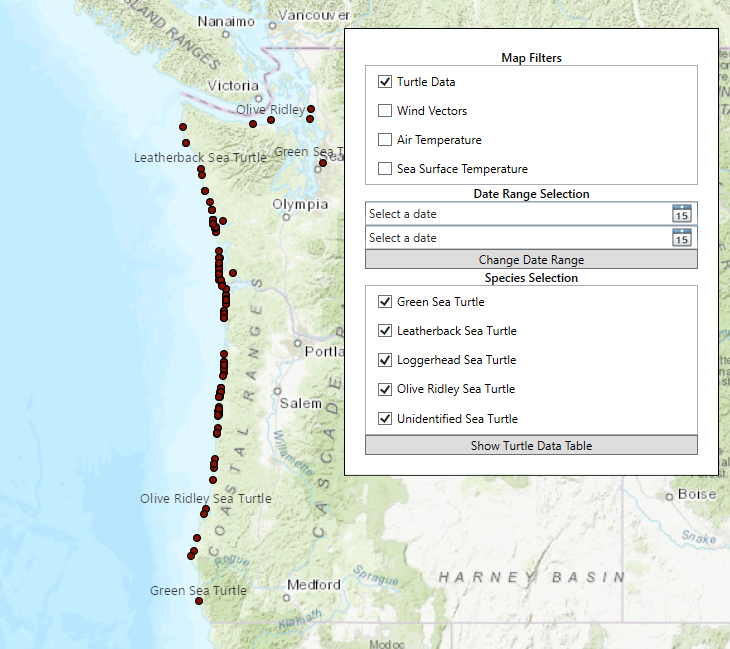 Nanaimo
Vancouver
ISLAND RANGES
Victoria
Olive Ridley
Leatherback Sea Turtle
Green Sea T
Sea
Olympia
COASTAL RANGES
Portla
CASCADE
Salem
Willamette
Olive Ridley Sea Turtle
Rogue
Green Sea Turtle
Medford
Klamath
Sprague
HARNEY BASIN
Modoc
Boise
Snake
Map Filters
Turtle Data
Wind Vectors
Air Temperature
Sea Surface Temperature
Date Range Selection
Select a date
15
Select a date
15
Change Date Range
Species Selection
Green Sea Turtle
Leatherback Sea Turtle
Loggerhead Sea Turtle
Olive Ridley Sea Turtle
Unidentified Sea Turtle
Show Turtle Data Table